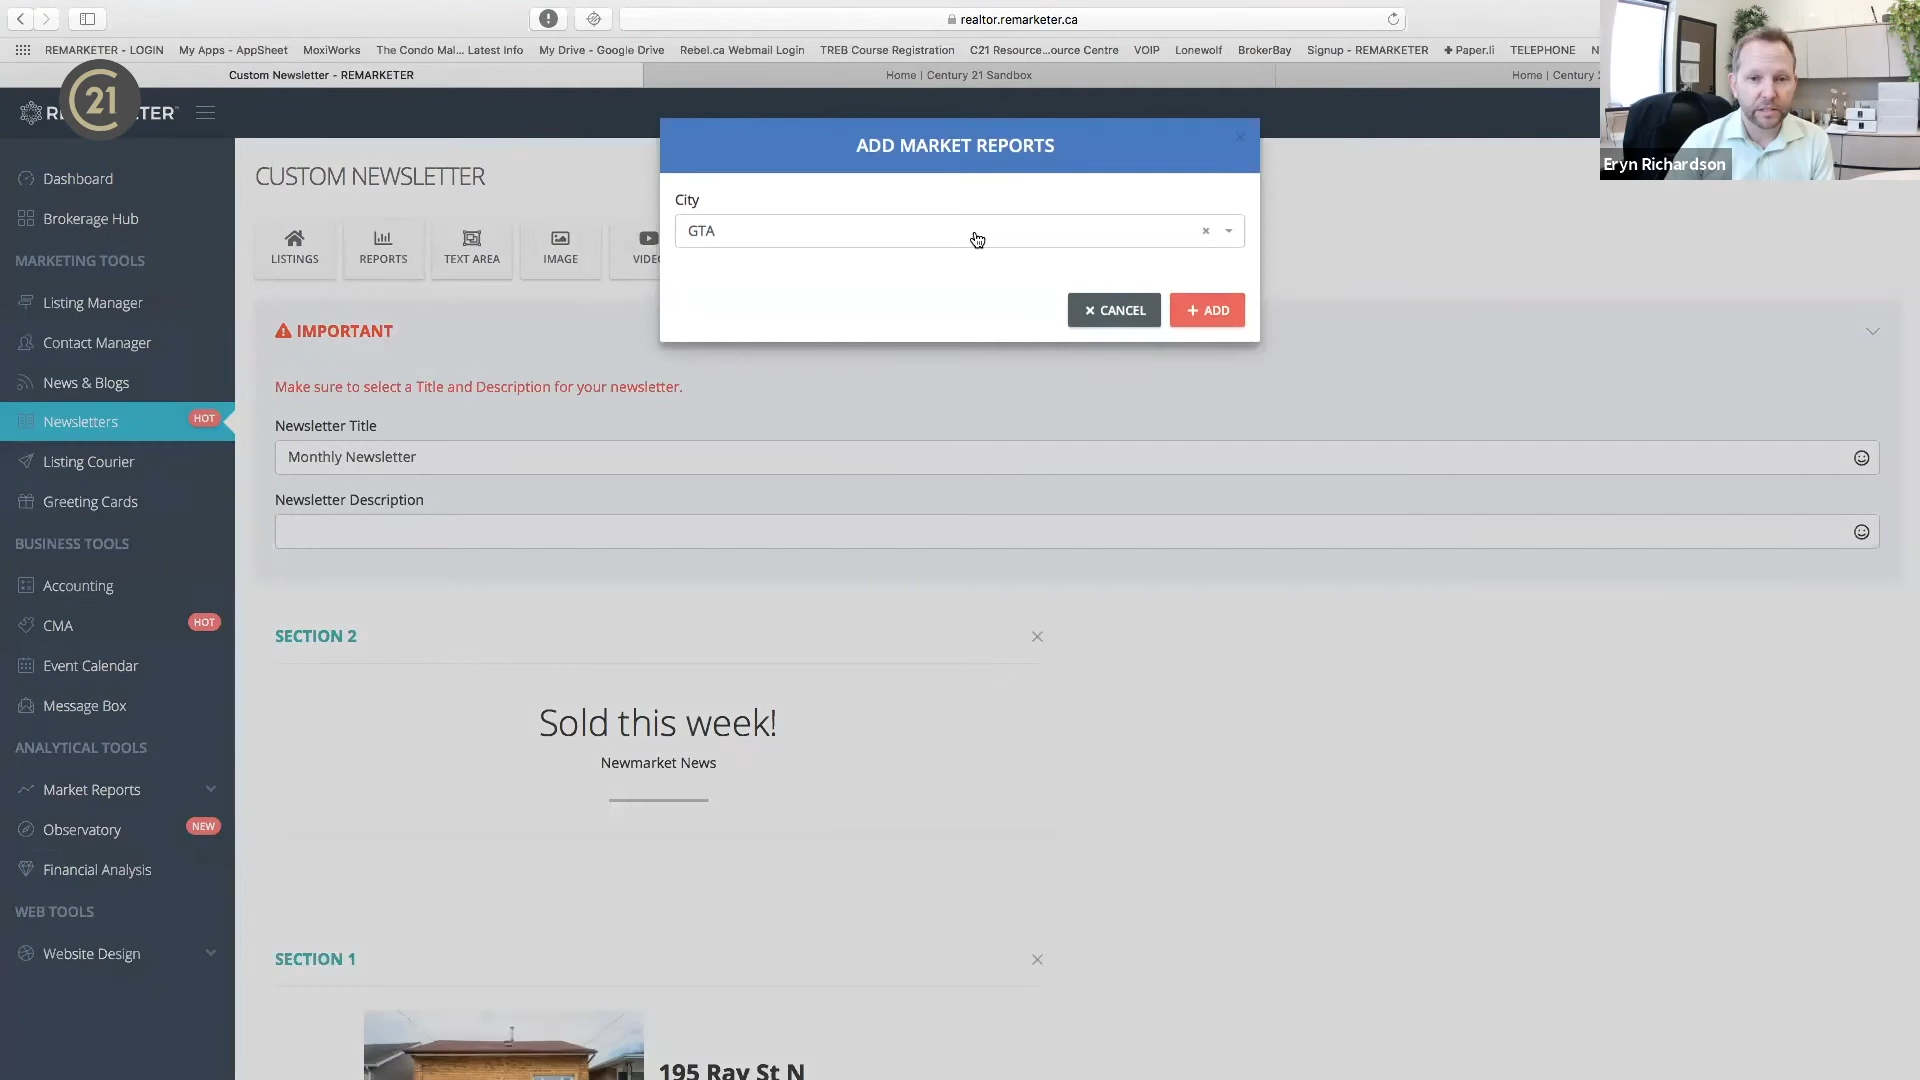 realtor.remarketer.ca
REMARKETER - LOGIN My Apps - AppSheet MoxiWorks The Condo Mal... Latest Info My Drive - Google Drive Rebel.ca Webmail Login TREB Course Registration C21 Resource...ource Centre VOIP Lonewolf BrokerBay Signup - REMARKETER Paper.li TELEPHONE N
Custom Newsletter - REMARKETER Home | Century 21 Sandbox Home | Century 2
21
RE TER
Eryn Richardson
Dashboard
Brokerage Hub
MARKETING TOOLS
Listing Manager
Contact Manager
News & Blogs
Newsletters HOT
Listing Courier
Greeting Cards
BUSINESS TOOLS
Accounting
CMA HOT
Event Calendar
Message Box
ANALYTICAL TOOLS
Market Reports
Observatory NEW
Financial Analysis
WEB TOOLS
Website Design
CUSTOM NEWSLETTER
LISTINGS REPORTS TEXT AREA IMAGE VIDEO
ADD MARKET REPORTS
City
GTA
CANCEL ADD
IMPORTANT
Make sure to select a Title and Description for your newsletter.
Newsletter Title
Monthly Newsletter
Newsletter Description
SECTION 2
Sold this week!
Newmarket News
SECTION 1
195 Ray St N